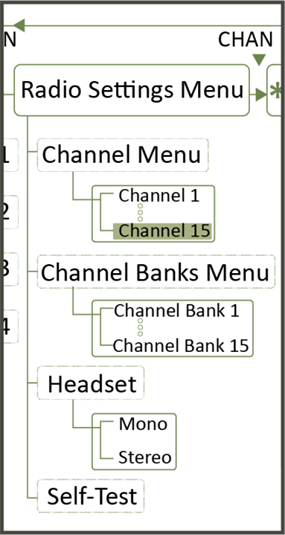 N
CHAN
Radio Settings Menu
*
1
Channel Menu
Channel 1
2
Channel 15
3
Channel Banks Menu
Channel Bank 1
4
Channel Bank 15
Headset
Mono
Stereo
Self-Test